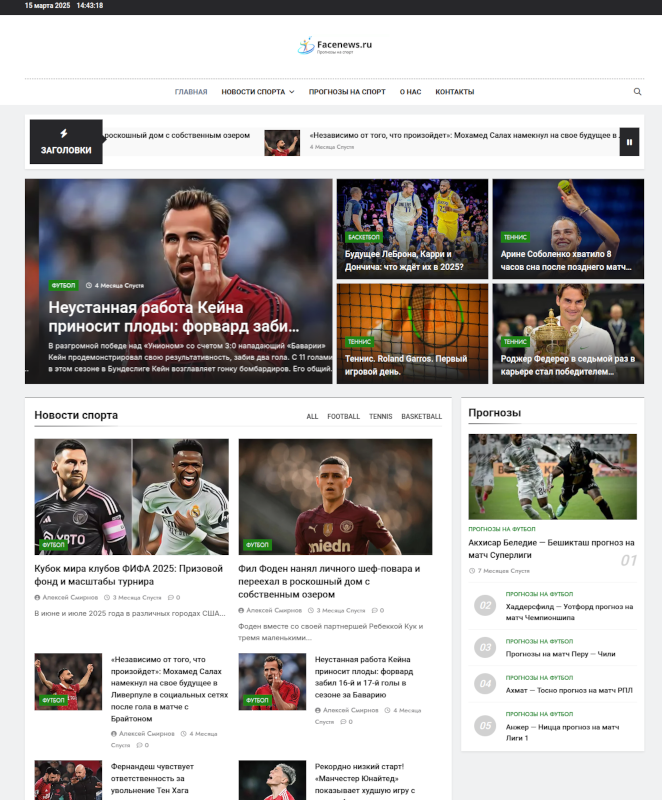 15 марта 2025 14:43:18
Facenews.ru
Прогнозы на спорт
ГЛАВНАЯ НОВОСТИ СПОРТА ПРОГНОЗЫ НА СПОРТ О НАС КОНТАКТЫ
ЗАГОЛОВКИ
роскошный дом с собственным озером
«Независимо от того, что произойдет»: Мохамед Салах намекнул на свое будущее в
4 Месяца Спустя
ФУТБОЛ 4 Месяца Спустя
Неустанная работа Кейна
приносит плоды: форвард заби...
В разгромной победе над «Унионом» со счетом 3:0 нападающий «Баварии»
Кейн продемонстрировал свою результативность, забив два гола. С 11 голами
в этом сезоне в Бундеслиге Кейн возглавляет гонку бомбардиров. Его общий
БАСКЕТБОЛ
Будущее ЛеБрона, Карри и
Дончича: что ждёт их в 2025?
ТЕННИС
Арине Соболенко хватило 8
часов сна после позднего матч...
ТЕННИС
Теннис. Roland Garros. Первый
игровой день.
ТЕННИС
Роджер Федерер в седьмой раз в
карьере стал победителем...
Новости спорта
ALL FOOTBALL TENNIS BASKETBALL
ФУТБОЛ
Кубок мира клубов ФИФА 2025: Призовой
фонд и масштабы турнира
Алексей Смирнов 3 Месяца Спустя 0
В июне и июле 2025 года в различных городах США...
ФУТБОЛ
Фил Фоден нанял личного шеф-повара и
переехал в роскошный дом с
собственным озером
Алексей Смирнов 3 Месяца Спустя 0
Фоден вместе со своей партнершей Ребеккой Кук и
тремя маленькими...
ФУТБОЛ
«Независимо от того, что
произойдет»: Мохамед Салах
намекнул на свое будущее в
Ливерпуле в социальных сетях
после гола в матче с
Брайтоном
Алексей Смирнов 4 Месяца
Спустя 0
ФУТБОЛ
Неустанная работа Кейна
приносит плоды: форвард
забил 16-й и 17-й голы в
сезоне за Баварию
Алексей Смирнов 4 Месяца
Спустя 0
Фернандеш чувствует
ответственность за
увольнение Тен Хага
Рекордно низкий старт!
«Манчестер Юнайтед»
показывает худшую игру с
Прогнозы
ПРОГНОЗЫ НА ФУТБОЛ
Акхисар Беледие — Бешикташ прогноз на
матч Суперлиги
7 Месяцев Спустя
01
02
ПРОГНОЗЫ НА ФУТБОЛ
Хаддерсфилд — Уотфорд прогноз на
матч Чемпионшипа
03
ПРОГНОЗЫ НА ФУТБОЛ
Прогнозы на матч Перу — Чили
04
ПРОГНОЗЫ НА ФУТБОЛ
Ахмат — Тосно прогноз на матч РПЛ
05
ПРОГНОЗЫ НА ФУТБОЛ
Анжер — Ницца прогноз на матч
Лиги 1